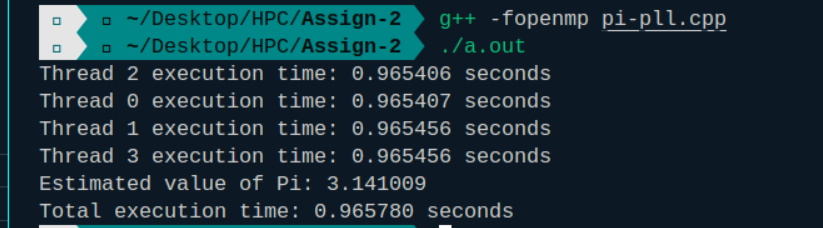 ~/Desktop/HPC/Assign-2 g++ -fopenmp pi-pll.cpp
~/Desktop/HPC/Assign-2 ./a.out
Thread 2 execution time: 0.965406 seconds
Thread 0 execution time: 0.965407 seconds
Thread 1 execution time: 0.965456 seconds
Thread 3 execution time: 0.965456 seconds
Estimated value of Pi: 3.141009
Total execution time: 0.965780 seconds